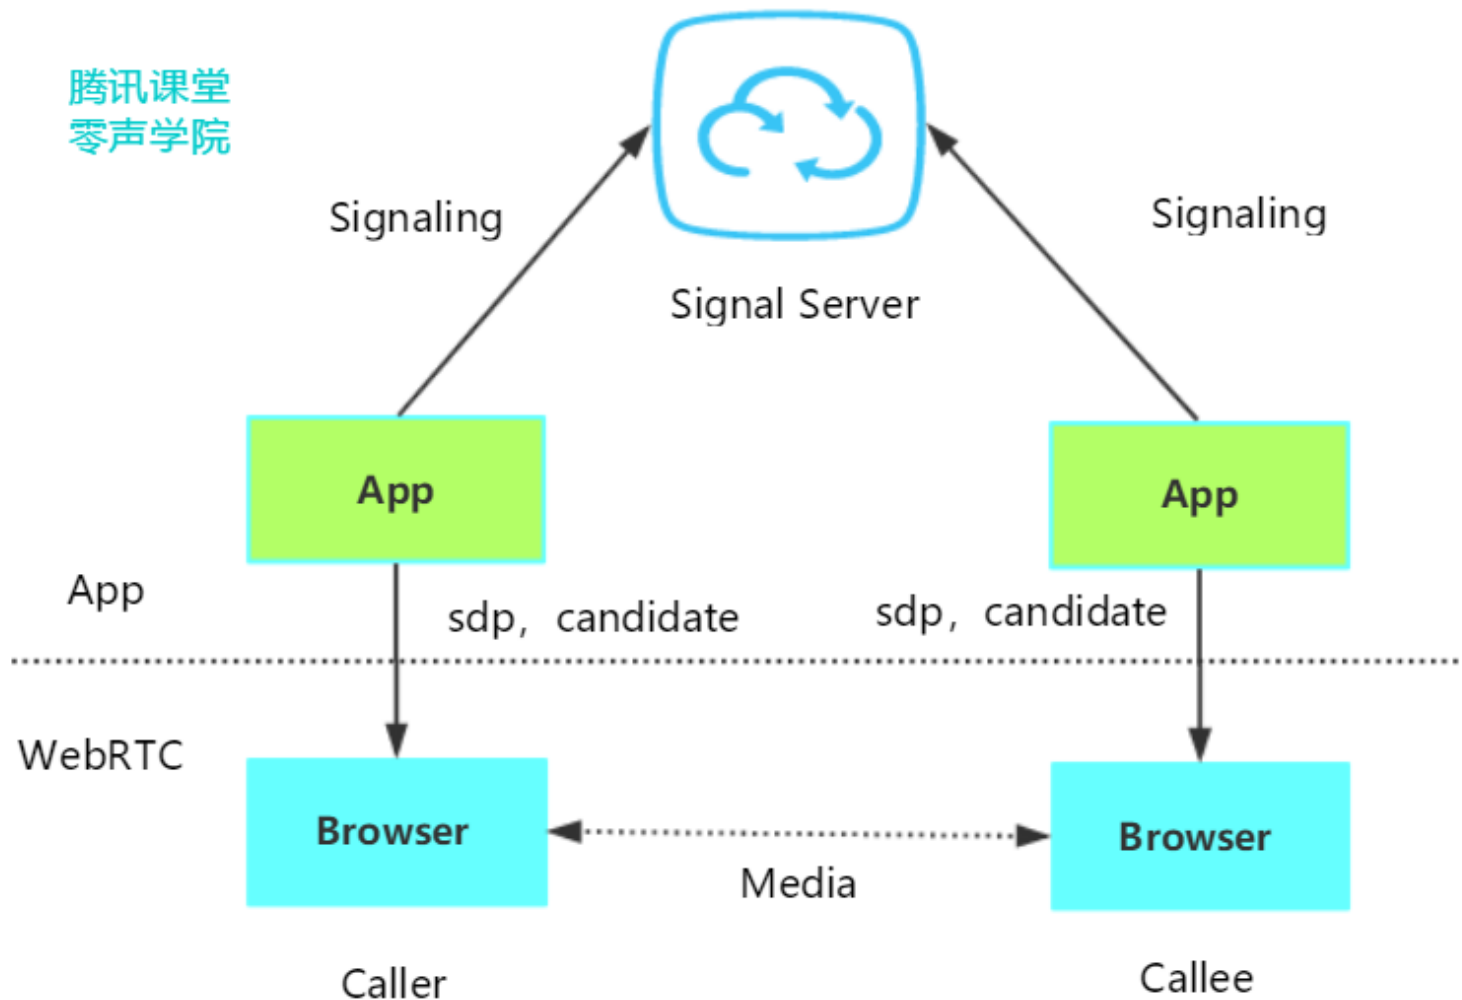 腾讯课堂
零声学院
Signaling
Signaling
Signal Server
App
App
App
sdp，candidate
sdp，candidate
WebRTC
Browser
Browser
Media
Caller
Callee